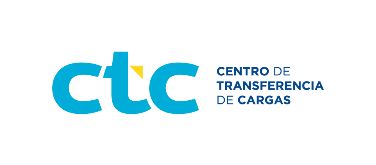 ctc
CENTRO DE
TRANSFERENCIA
DE CARGAS